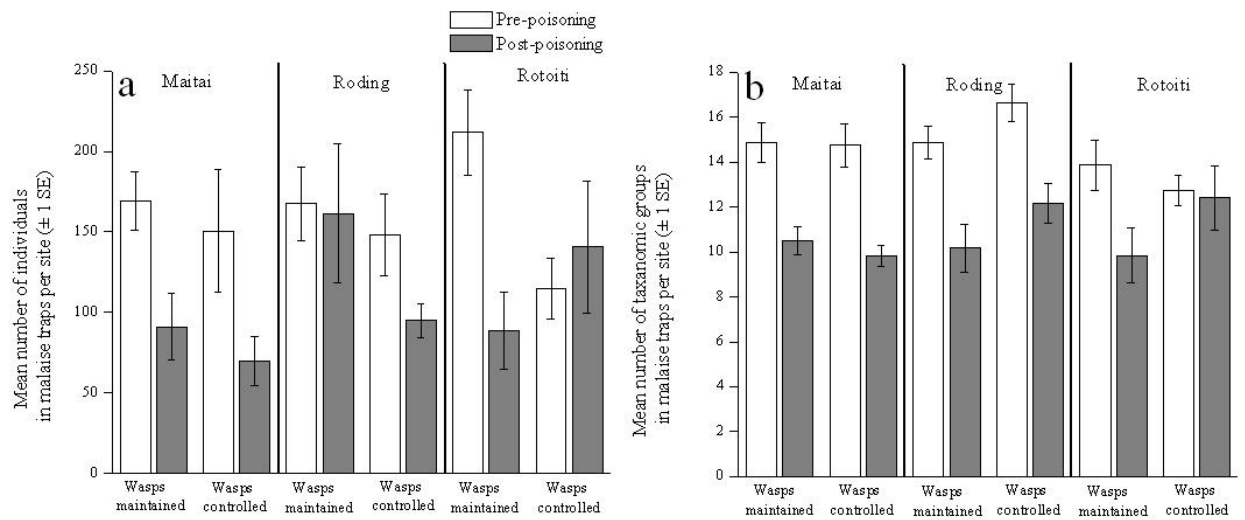 Pre-poisoning
Post-poisoning
a
Maitai
Roding
Rotoiti
250
200
150
100
50
0
Mean number of individuals
in malaise traps per site (± 1 SE)
Wasps
maintained
Wasps
controlled
Wasps
maintained
Wasps
controlled
Wasps
maintained
Wasps
controlled
b
Maitai
Roding
Rotoiti
18
16
14
12
10
8
6
4
2
0
Mean number of taxanomic groups
in malaise traps per site (± 1 SE)
Wasps
maintained
Wasps
controlled
Wasps
maintained
Wasps
controlled
Wasps
maintained
Wasps
controlled